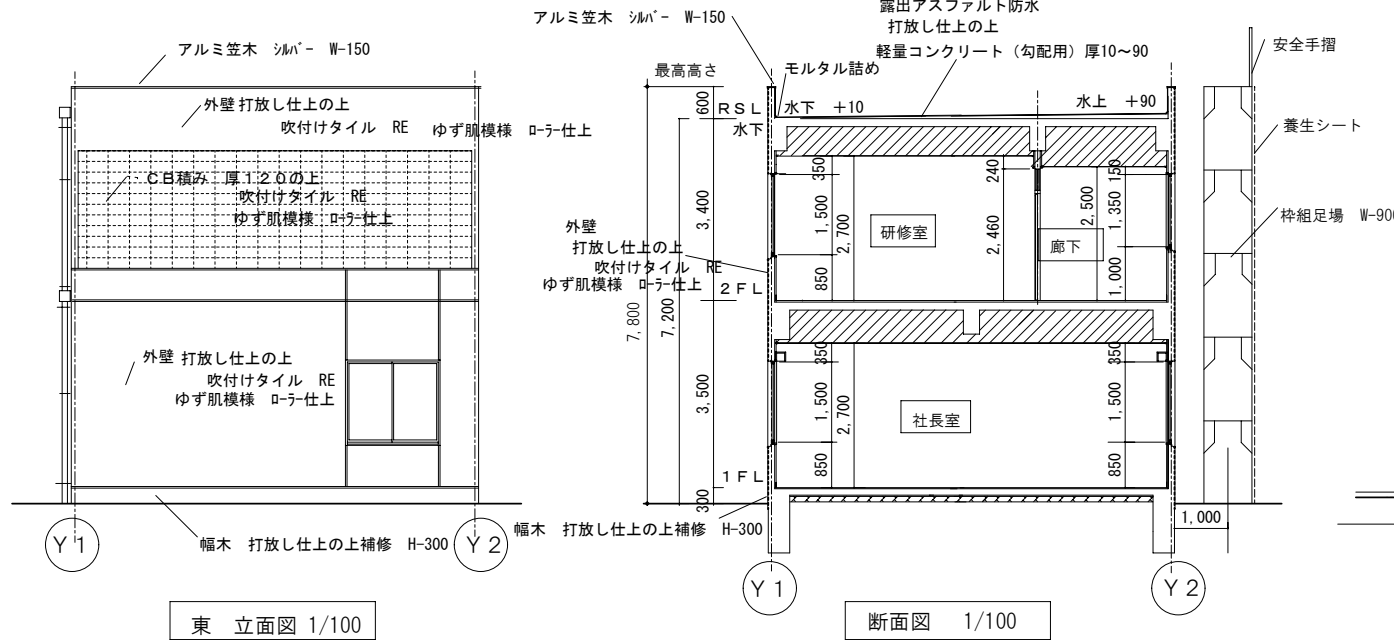 アルミ笠木 ｼﾙﾊﾞｰ W-150
外壁 打放し仕上の上
吹付けタイル RE ゆず肌模様 ﾛｰﾗｰ仕上
CB積み 厚120の上
吹付けタイル RE
ゆず肌模様 ﾛｰﾗｰ仕上
外壁 打放し仕上の上
吹付けタイル RE
ゆず肌模様 ﾛｰﾗｰ仕上
幅木 打放し仕上の上補修 H-300
Y1
Y2
東 立面図 1/100
アルミ笠木 ｼﾙﾊﾞｰ W-150
露出アスファルト防水
打放し仕上の上
軽量コンクリート（勾配用）厚10～90
モルタル詰め
最高高さ
RSL
水下
水下 +10
水上 +90
600
3,400
3,500
300
7,800
7,200
2FL
1FL
外壁
打放し仕上の上
吹付けタイル RE
ゆず肌模様 ﾛｰﾗｰ仕上
350
1,500
850
2,700
研修室
240
2,460
廊下
2,500
150
1,350
1,000
350
1,500
850
2,700
社長室
350
1,500
850
幅木 打放し仕上の上補修 H-300
1,000
安全手摺
養生シート
枠組足場 W-900
Y1
Y2
断面図 1/100